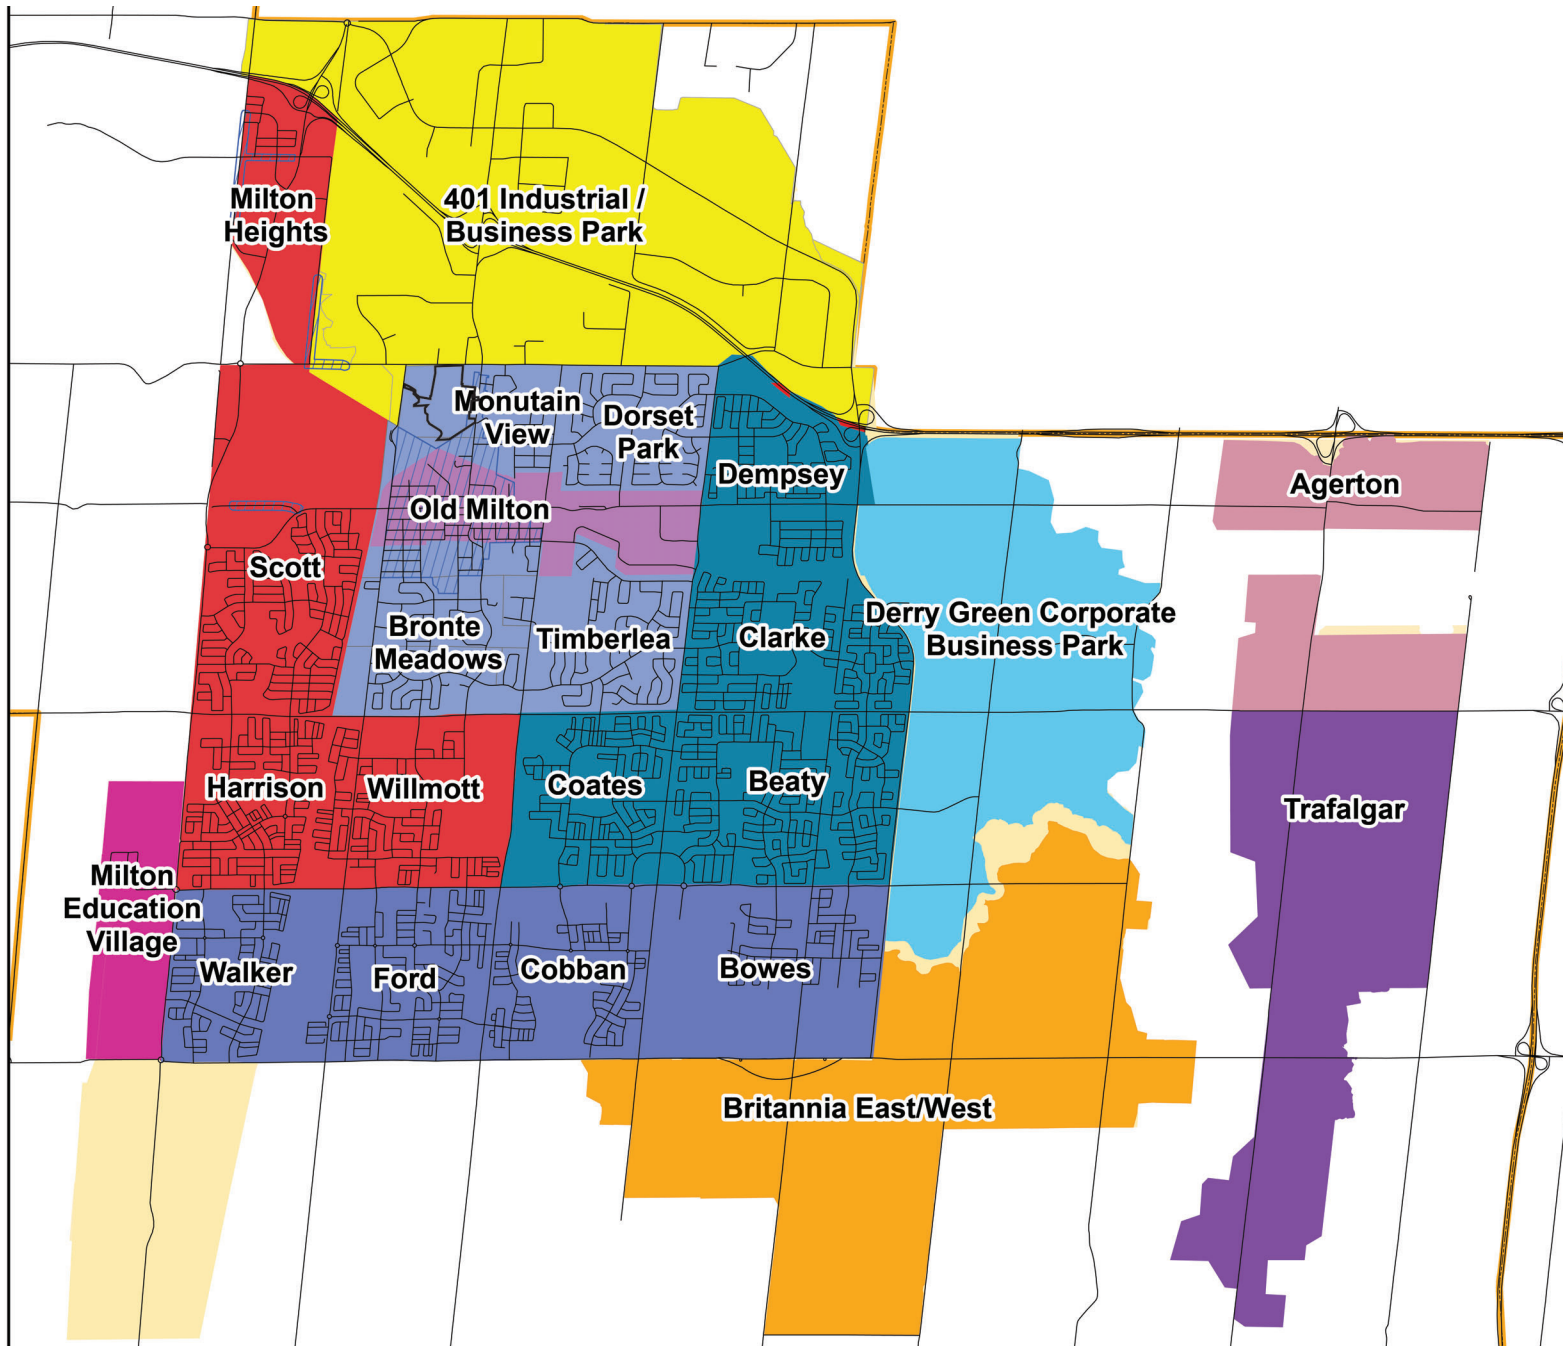 Milton
Heights
401 Industrial /
Business Park
Monutain
View
Dorset
Park
Dempsey
Old Milton
Agerton
Scott
Bronte
Meadows
Timberlea
Clarke
Derry Green Corporate
Business Park
Harrison
Willmott
Coates
Beaty
Trafalgar
Milton
Education
Village
Walker
Ford
Cobban
Bowes
Britannia East/West